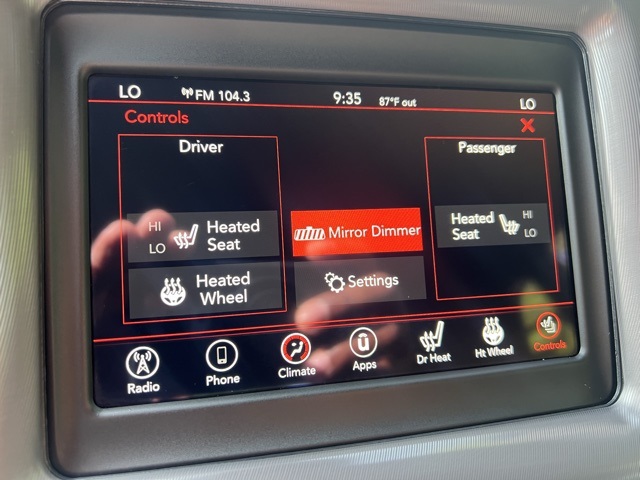 LO FM 104.3 9:35 87°F out LO
Controls
Driver
Passenger
HI
LO
Heated
Seat
Mirror Dimmer
Heated
Seat
HI
LO
Heated
Wheel
Settings
Radio Phone Climate Apps Dr Heat Ht Wheel Controls